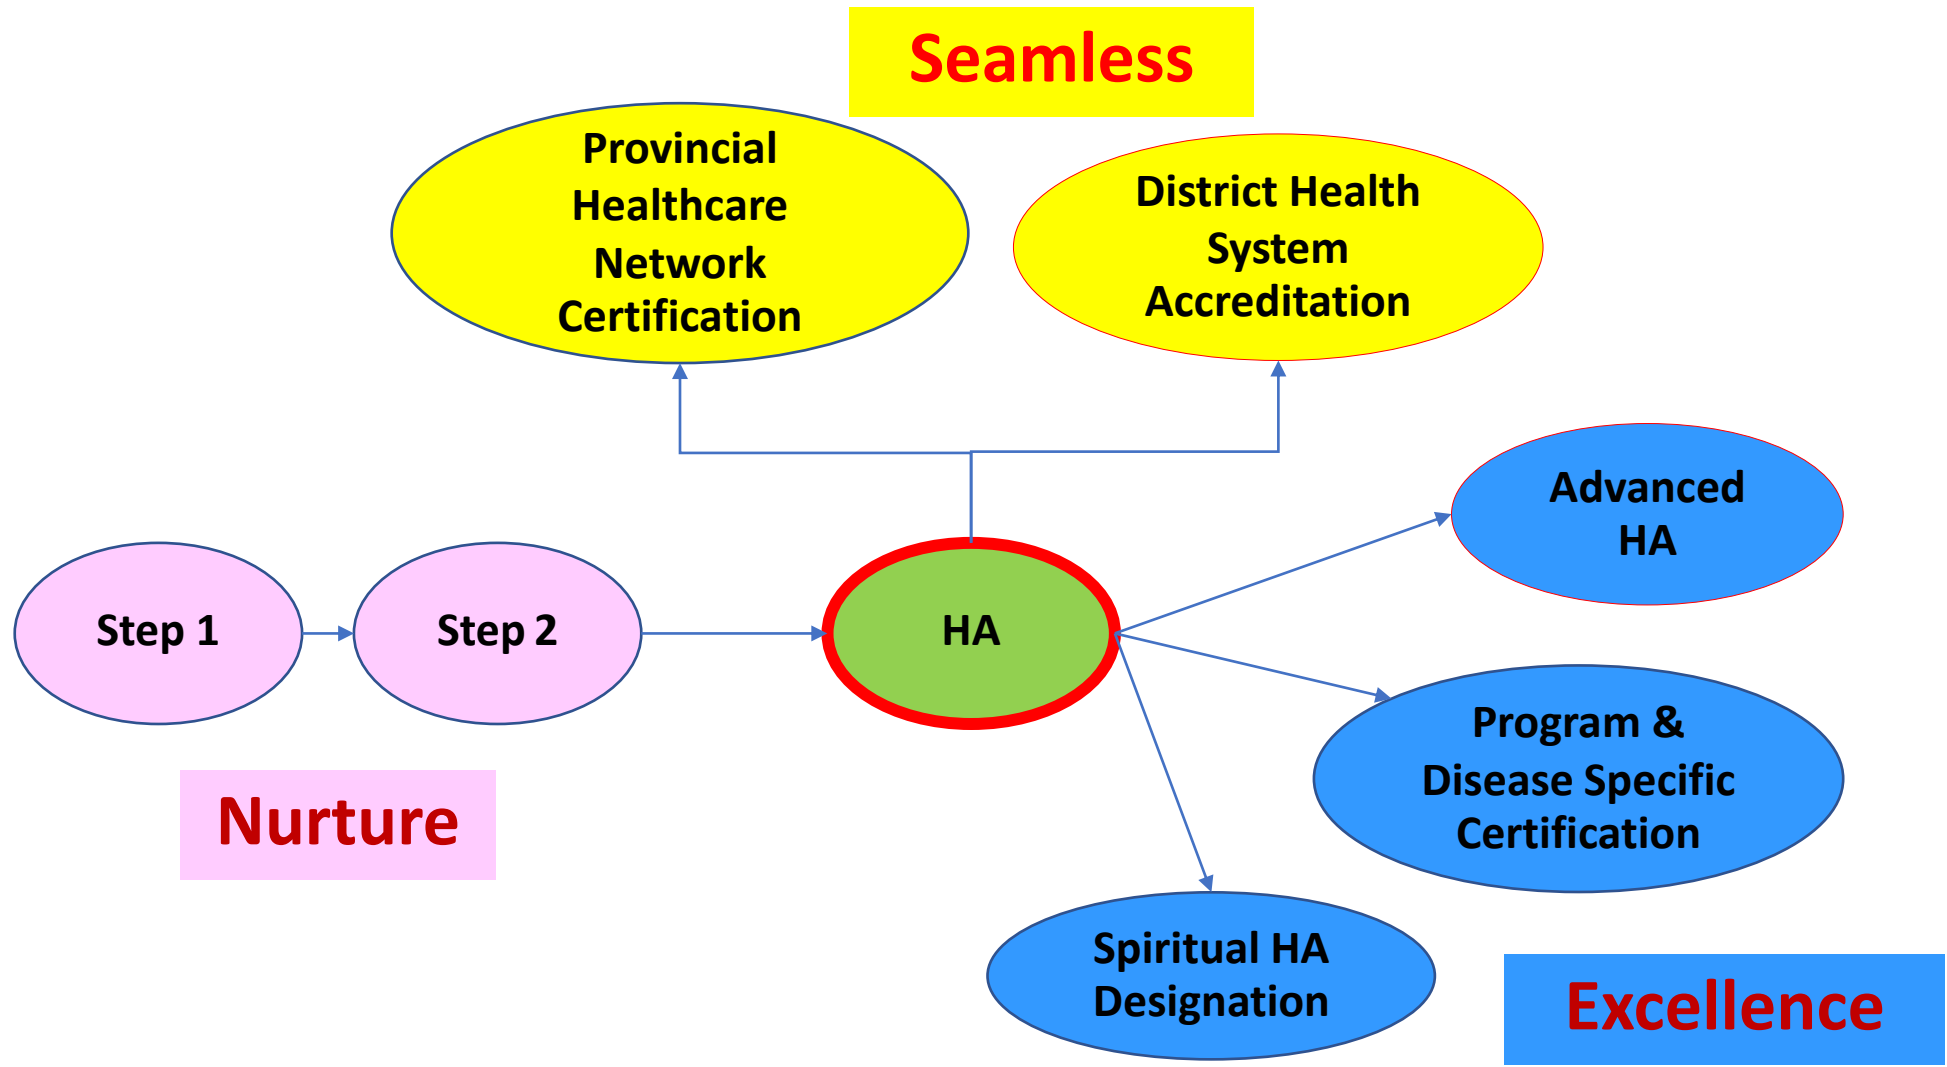 Seamless
Provincial
Healthcare
Network
Certification
District Health
System
Accreditation
Advanced
HA
Step 1
Step 2
HA
Program &
Disease Specific
Certification
Nurture
Spiritual HA
Designation
Excellence